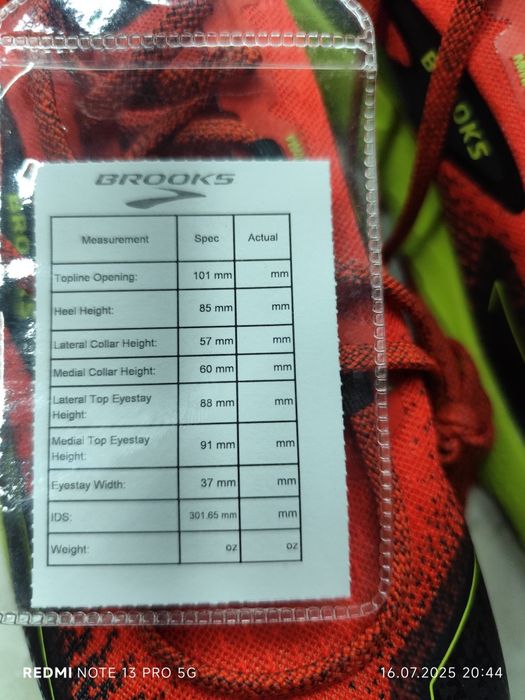 BROOKS
Measurement Spec Actual
Topline Opening: 101 mm mm
Heel Height: 85 mm mm
Lateral Collar Height: 57 mm mm
Medial Collar Height: 60 mm mm
Lateral Top Eyestay
Height: 88 mm mm
Medial Top Eyestay
Height: 91 mm mm
Eyestay Width: 37 mm mm
IDS: 301.65 mm mm
Weight: oz oz
REDMI NOTE 13 PRO 5G
16.07.2025 20:44